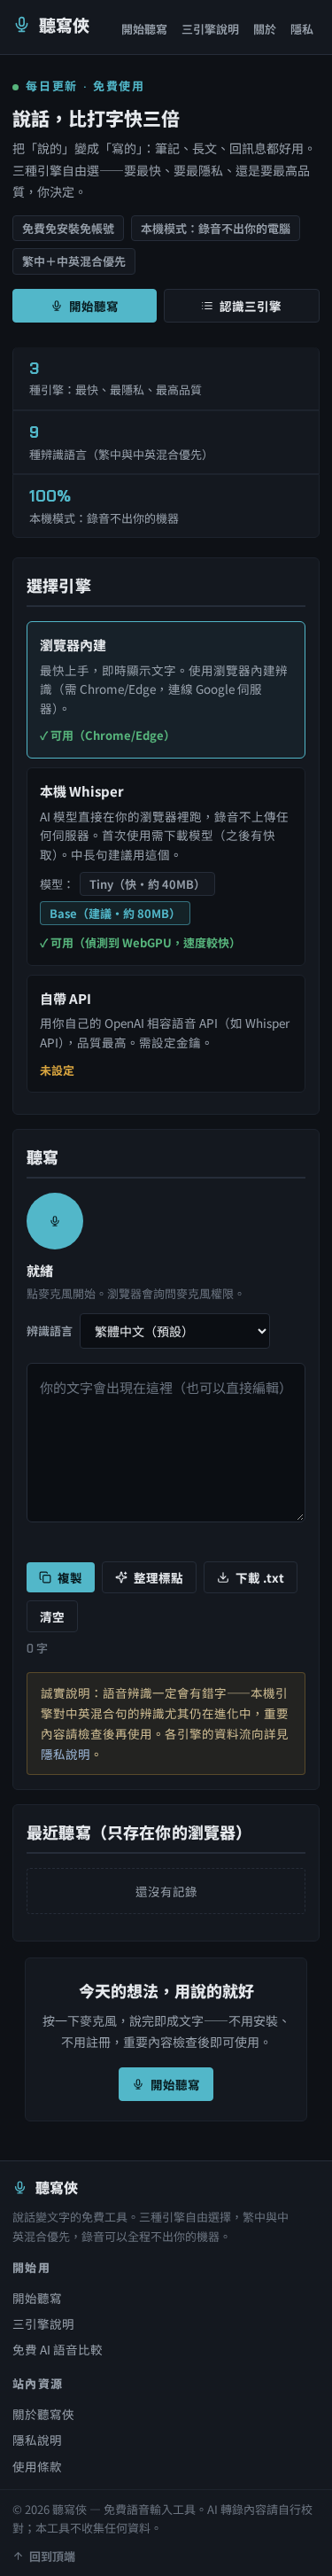 聽寫俠
開始聽寫 三引擎說明 關於 隱私
每日更新 · 免費使用
說話，比打字快三倍
把「說的」變成「寫的」：筆記、長文、回訊息都好用。
三種引擎自由選——要最快、要最隱私、還是要最高品
質，你決定。
免費免安裝免帳號 本機模式：錄音不出你的電腦
繁中＋中英混合優先
開始聽寫 認識三引擎
3
種引擎：最快、最隱私、最高品質
9
種辨識語言（繁中與中英混合優先）
100%
本機模式：錄音不出你的機器
選擇引擎
瀏覽器內建
最快上手，即時顯示文字。使用瀏覽器內建辨
識（需 Chrome/Edge，連線 Google 伺服
器）。
✓ 可用（Chrome/Edge）
本機 Whisper
AI 模型直接在你的瀏覽器裡跑，錄音不上傳任
何伺服器。首次使用需下載模型（之後有快
取）。中長句建議用這個。
模型： Tiny（快・約 40MB）
Base（建議・約 80MB）
✓ 可用（偵測到 WebGPU，速度較快）
自帶 API
用你自己的 OpenAI 相容語音 API（如 Whisper
API），品質最高。需設定金鑰。
未設定
聽寫
就緒
點麥克風開始。瀏覽器會詢問麥克風權限。
辨識語言 繁體中文（預設）
你的文字會出現在這裡（也可以直接編輯）
複製 整理標點 下載 .txt
清空
0 字
誠實說明：語音辨識一定會有錯字——本機引
擎對中英混合句的辨識尤其仍在進化中，重要
內容請檢查後再使用。各引擎的資料流向詳見
隱私說明。
最近聽寫（只存在你的瀏覽器）
還沒有記錄
今天的想法，用說的就好
按一下麥克風，說完即成文字——不用安裝、
不用註冊，重要內容檢查後即可使用。
開始聽寫
聽寫俠
說話變文字的免費工具。三種引擎自由選擇，繁中與中
英混合優先，錄音可以全程不出你的機器。
開始用
開始聽寫
三引擎說明
免費 AI 語音比較
站內資源
關於聽寫俠
隱私說明
使用條款
© 2026 聽寫俠 — 免費語音輸入工具。AI 轉錄內容請自行校
對；本工具不收集任何資料。
↑ 回到頂端